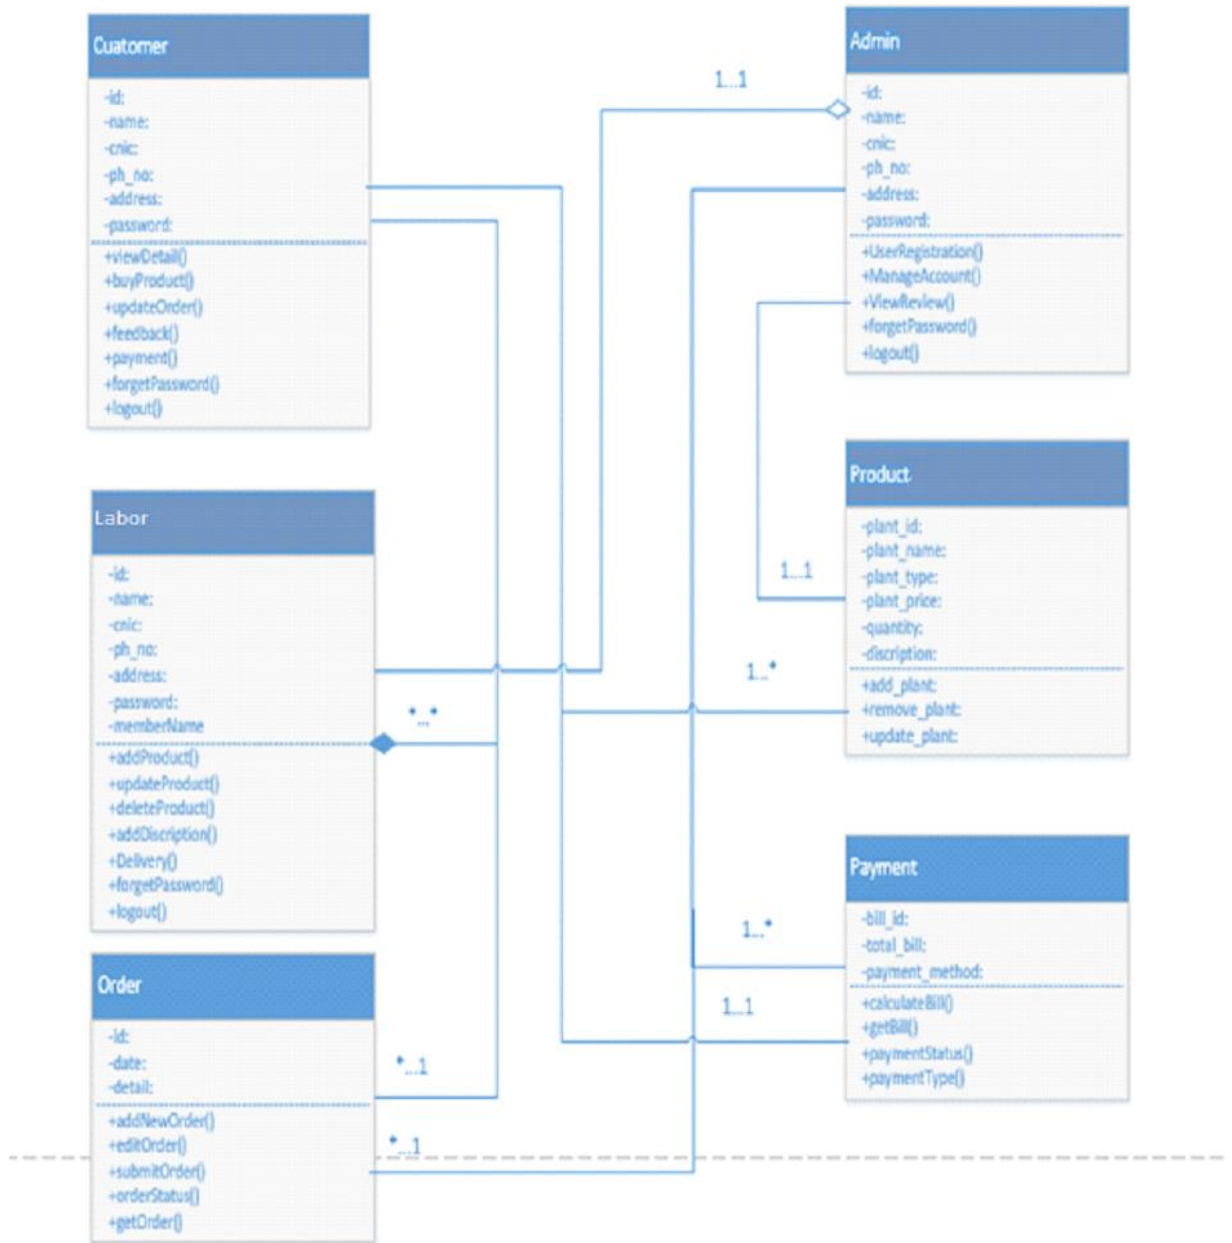 Cuatomer
-id:
-name:
-cnic:
-ph_no:
-address:
-password:
+viewDetail()
+buyProduct()
+updateOrder()
+feedback()
+payment()
+forgetPassword()
+logout()
Admin
-id:
-name:
-cnic:
-ph_no:
-address:
-password:
+UserRegistration()
+ManageAccount()
+ViewReview()
+forgetPassword()
+logout()
1...1
Labor
-id:
-name:
-cnic:
-ph_no:
-address:
-password:
-memberName
+addProduct()
+updateProduct()
+deleteProduct()
+addDiscription()
+Delivery()
+forgetPassword()
+logout()
*...*
Product
-plant_id:
-plant_name:
-plant_type:
-plant_price:
-quantity:
-discription:
+add_plant:
+remove_plant:
+update_plant:
1...1
1...*
Order
-id:
-date:
-detail:
+addNewOrder()
+editOrder()
+submitOrder()
+orderStatus()
+getOrder()
*...1
*...1
Payment
-bill_id:
-total_bill:
-payment_method:
+calculateBill()
+getBill()
+paymentStatus()
+paymentType()
1...*
1...1